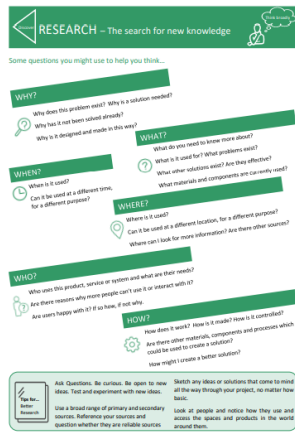 Discover
RESEARCH – The search for new knowledge
Think broadly
Some questions you might use to help you think…
WHY?
Why does this problem exist? Why is a solution needed?
Why has it not been solved already?
Why is it designed and made in this way?
WHAT?
What do you need to know more about?
What is it used for? What problems exist?
What other solutions exist? Are they effective?
What materials and components are currently used?
WHEN?
When is it used?
Can it be used at a different time,
for a different purpose?
WHERE?
Where is it used?
Can it be used at a different location, for a different purpose?
Where can I look for more information? Are there other sources?
WHO?
Who uses this product, service or system and what are their needs?
Are there reasons why more people can't use it or interact with it?
Are users happy with it? If so how, if not why.
HOW?
How does it work? How is it made? How is it controlled?
Are there other materials, components and processes which
could be used to create a solution?
How might I create a better solution?
Tips for…
Better
Research
Ask Questions. Be curious. Be open to new
ideas. Test and experiment with new ideas.
Use a broad range of primary and secondary
sources. Reference your sources and
question whether they are reliable sources
Sketch any ideas or solutions that come to mind
all the way through your project, no matter how
basic.
Look at people and notice how they use and
access the spaces and products in the world
around them.